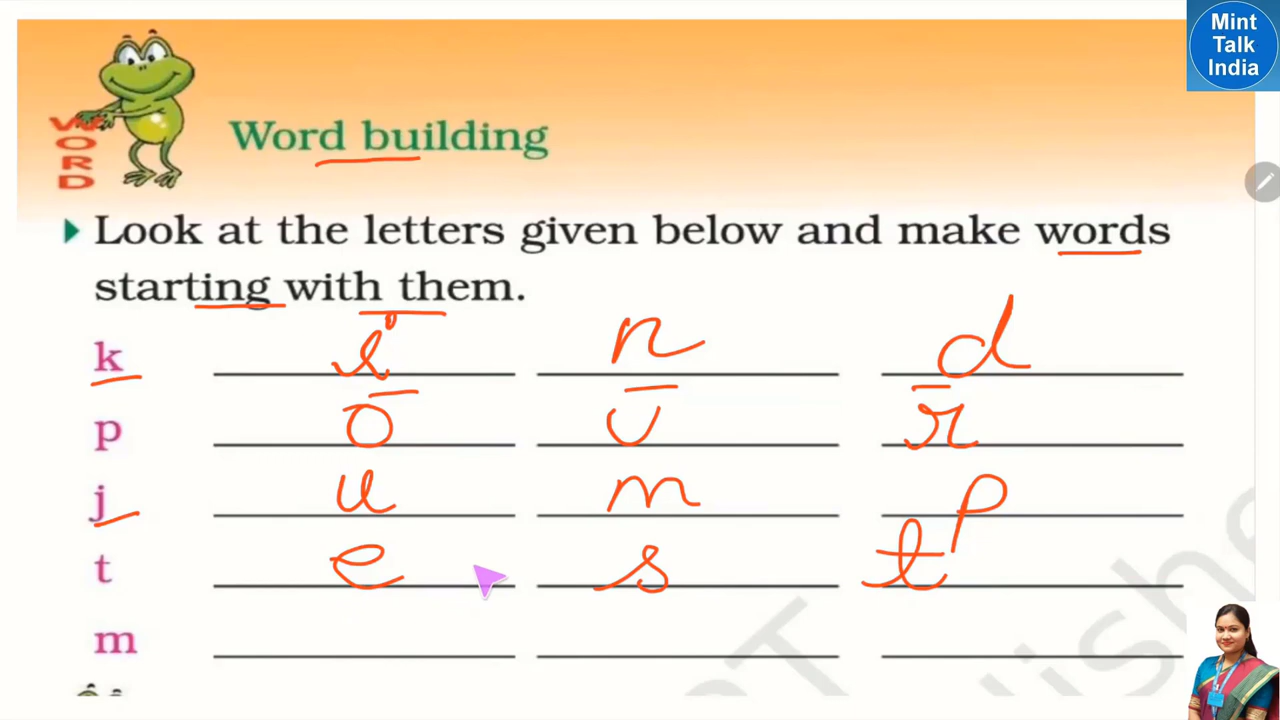 Mint
Talk
India
WORD
Word building
Look at the letters given below and make words
starting with them.
k i n d
p o u r
j u m p
t e s t
m